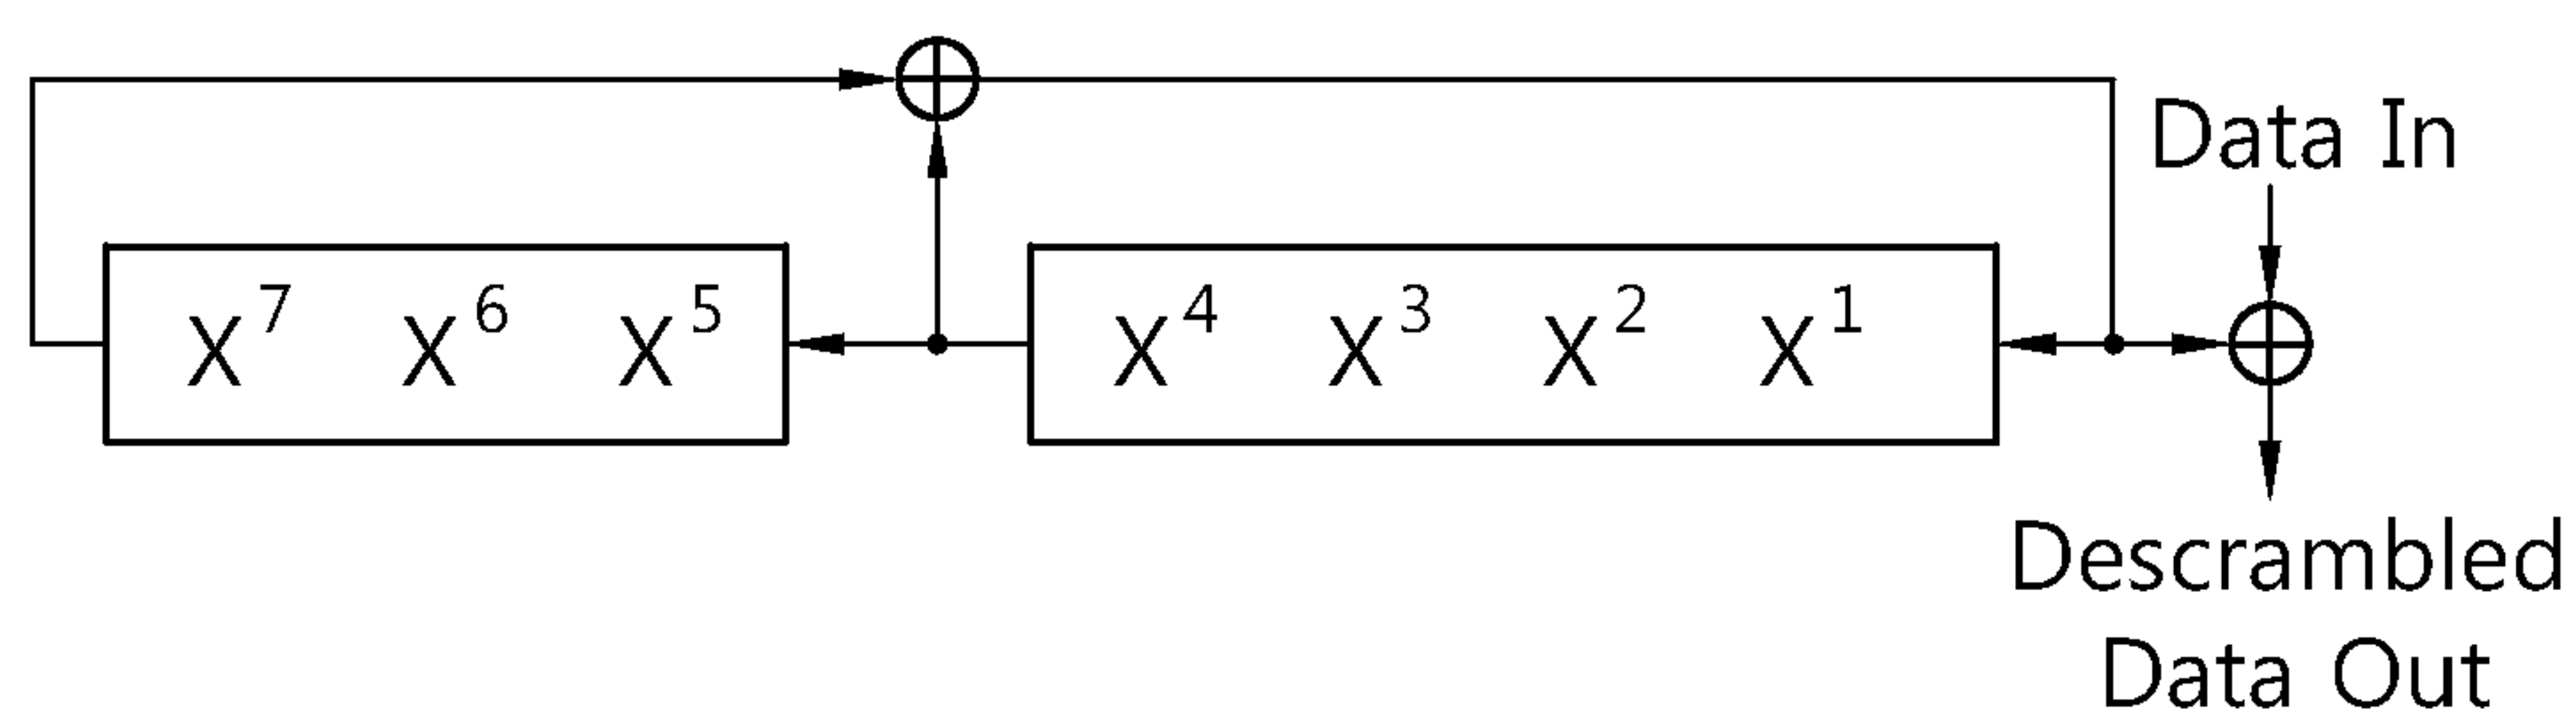 Data In
X⁷ X⁶ X⁵ X⁴ X³ X² X¹
Descrambled
Data Out